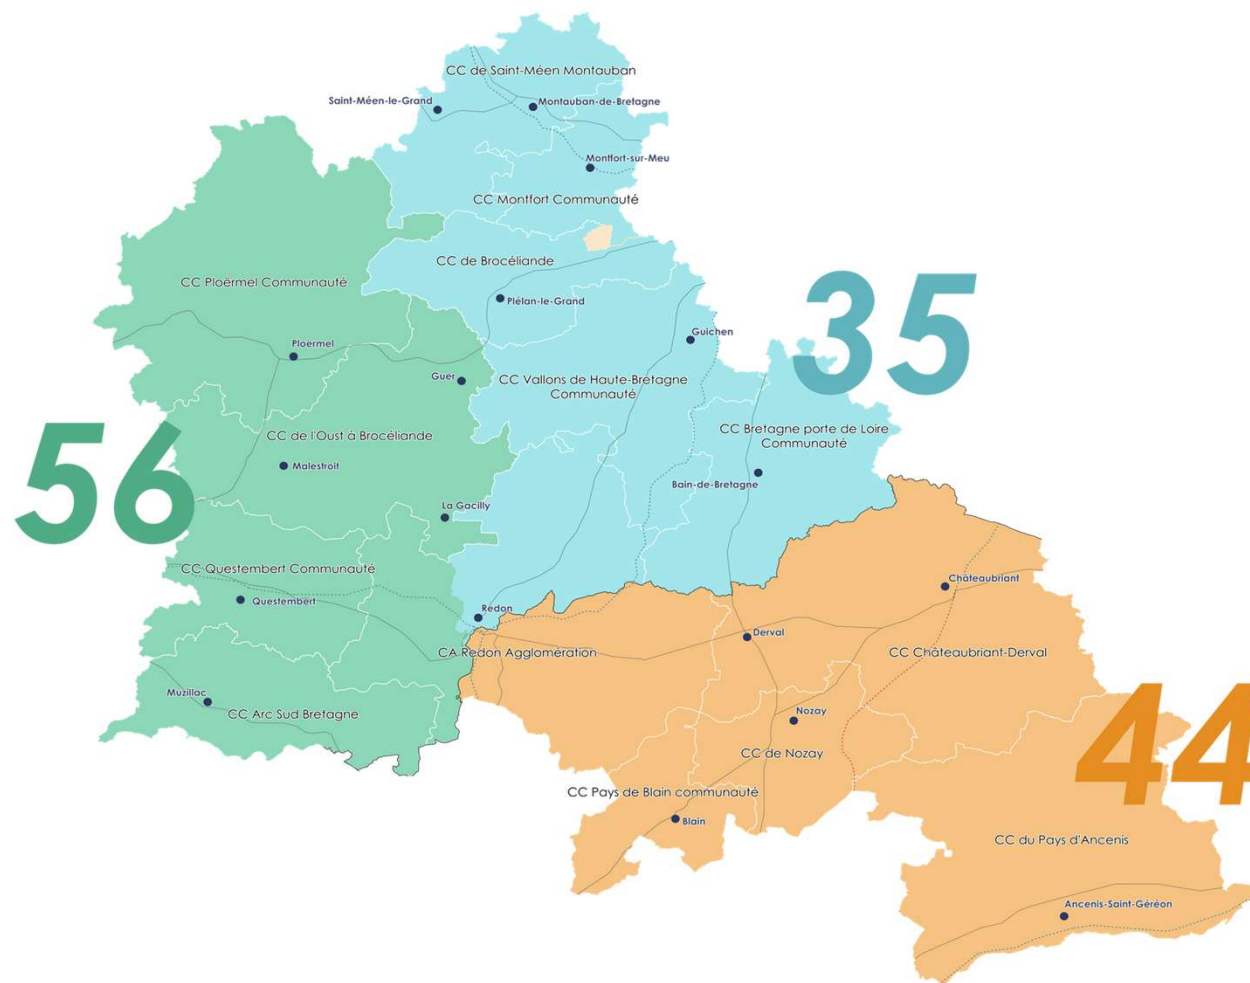 CC de Saint-Méen Montauban
Saint-Méen-le-Grand
Montauban-de-Bretagne
Montfort-sur-Meu
CC Montfort Communauté
CC de Brocéliande
CC Ploërmel Communauté
Plélan-le-Grand
35
Guichen
Ploërmel
Guer
CC Vallons de Haute-Bretagne
Communauté
56
CC de l'Oust à Brocéliande
CC Bretagne porte de Loire
Communauté
Malestroit
Bain-de-Bretagne
La Gacilly
CC Questembert Communauté
Châteaubriant
Questembert
Redon
Derval
CA Redon Agglomération
CC Châteaubriant-Derval
Muzillac
CC Arc Sud Bretagne
Nozay
44
CC de Nozay
CC Pays de Blain communauté
Blain
CC du Pays d'Ancenis
Ancenis-Saint-Géréon